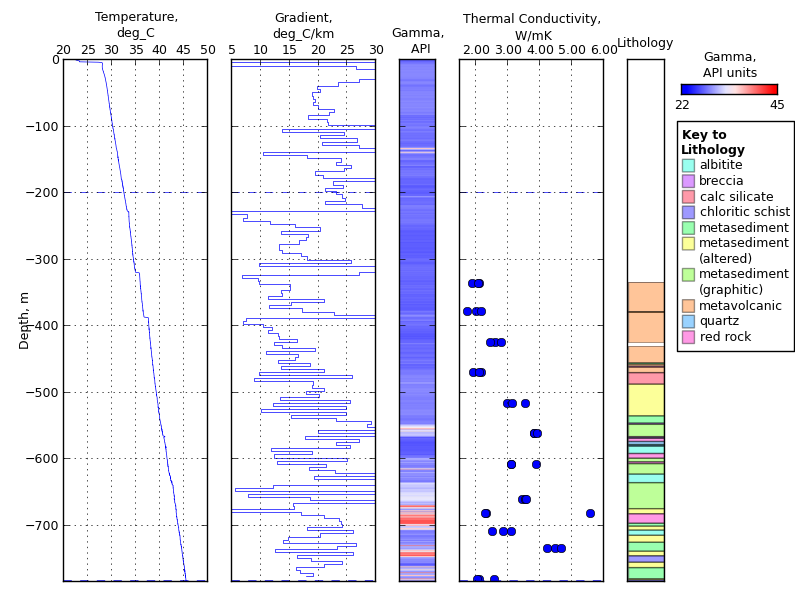 Temperature,
deg_C
20 25 30 35 40 45 50
Gradient,
deg_C/km
5 10 15 20 25 30
Gamma,
API
Thermal Conductivity,
W/mK
2.00 3.00 4.00 5.00 6.00
Lithology
Depth, m
0
−100
−200
−300
−400
−500
−600
−700
Gamma,
API units
22 45
Key to
Lithology
albitite
breccia
calc silicate
chloritic schist
metasediment
metasediment
(altered)
metasediment
(graphitic)
metavolcanic
quartz
red rock